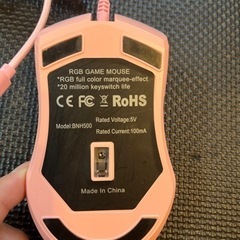 RGB GAME MOUSE
*RGB full color marquee-effect
*20 million keyswitch life
CE FC RoHS
Model:BNH500 Rated Voltage:5V
Rated Current:100mA
Made In China